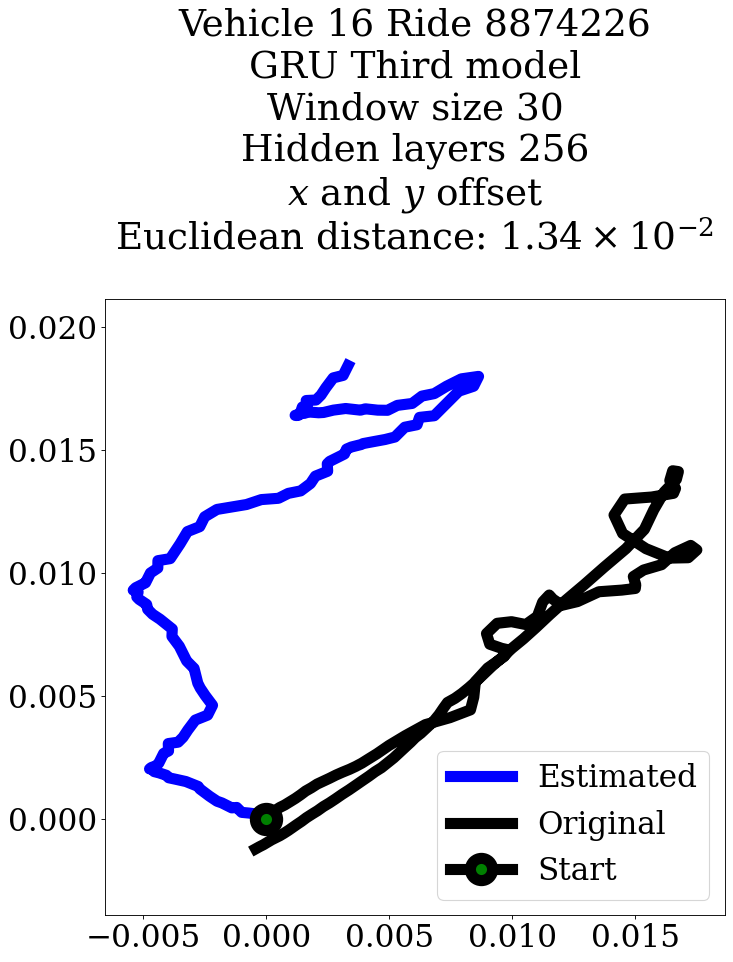 Vehicle 16 Ride 8874226
GRU Third model
Window size 30
Hidden layers 256
x and y offset
Euclidean distance: 1.34 × 10⁻²
0.020
0.015
0.010
0.005
0.000
Estimated
Original
Start
−0.005 0.000 0.005 0.010 0.015